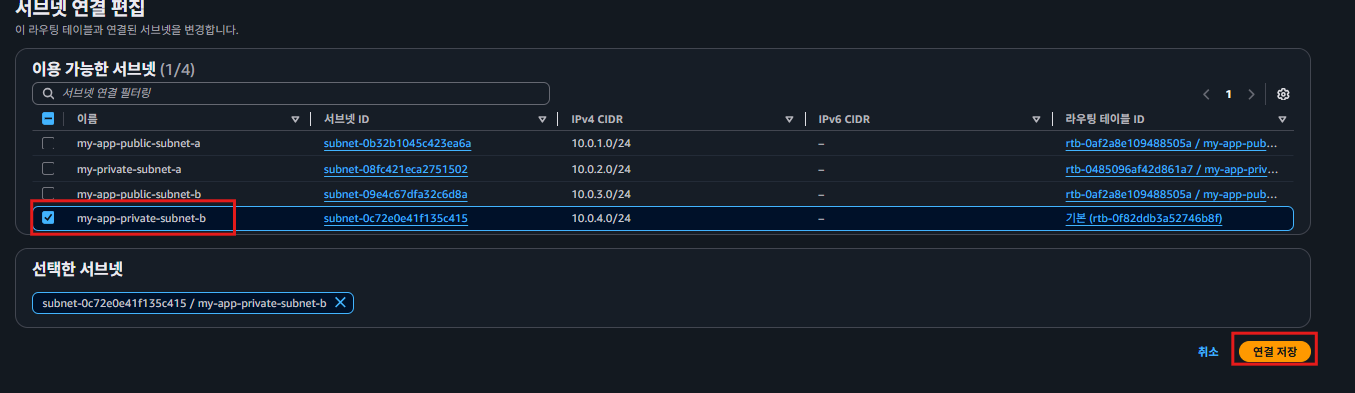 서브넷 연결 편집
이 라우팅 테이블과 연결된 서브넷을 변경합니다.
이용 가능한 서브넷 (1/4)
서브넷 연결 필터링
1
이름 서브넷 ID IPv4 CIDR IPv6 CIDR 라우팅 테이블 ID
my-app-public-subnet-a subnet-0b32b1045c423ea6a 10.0.1.0/24 – rtb-0af2a8e109488505a / my-app-pub...
my-private-subnet-a subnet-08fc421eca2751502 10.0.2.0/24 – rtb-0485096af42d861a7 / my-app-priv...
my-app-public-subnet-b subnet-09e4c67dfa32c6d8a 10.0.3.0/24 – rtb-0af2a8e109488505a / my-app-pub...
my-app-private-subnet-b subnet-0c72e0e41f135c415 10.0.4.0/24 – 기본 (rtb-0f82ddb3a52746b8f)
선택한 서브넷
subnet-0c72e0e41f135c415 / my-app-private-subnet-b
취소 연결 저장